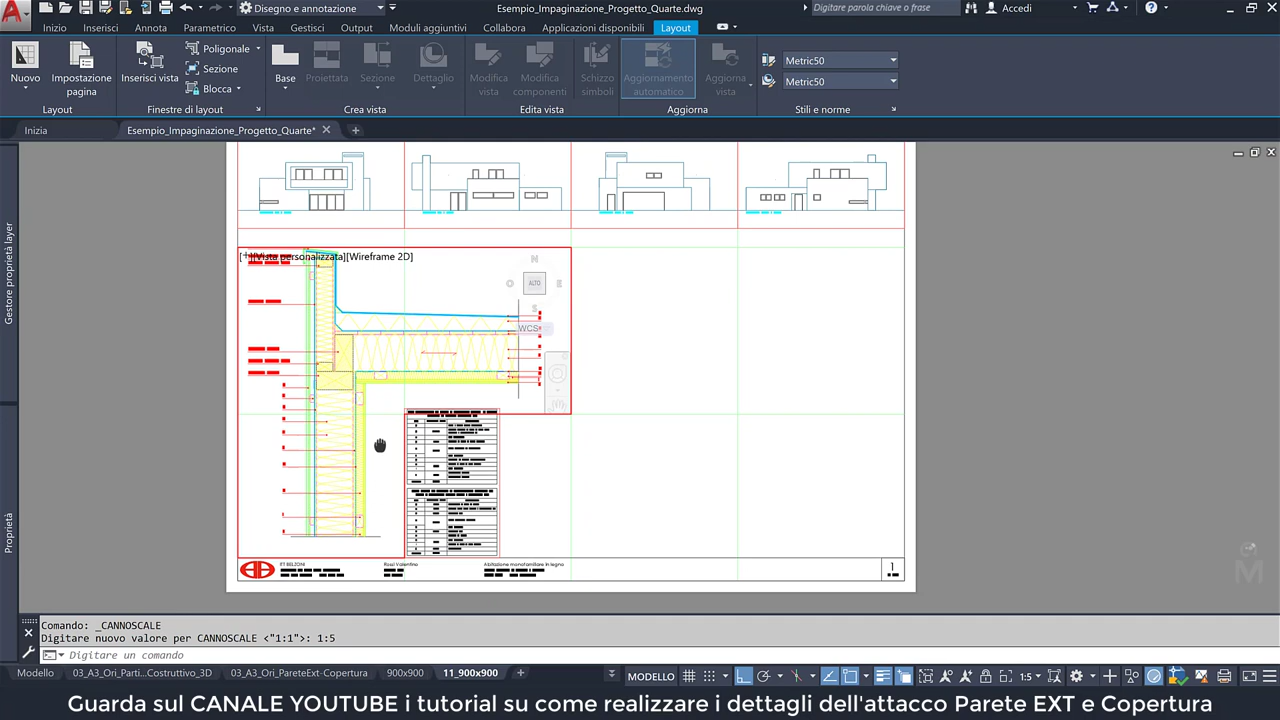 Disegno e annotazione
Esempio_Impaginazione_Progetto_Quarte.dwg
Digitare parola chiave o frase
Accedi
Inizio Inserisci Annota Parametrico Vista Gestisci Output Moduli aggiuntivi Collabora Applicazioni disponibili Layout
Nuovo
Impostazione pagina
Inserisci vista
Poligonale
Sezione
Blocca
Base
Proiettata
Sezione
Dettaglio
Modifica vista
Modifica componenti
Schizzo simboli
Aggiornamento automatico
Aggiorna vista
Metric50
Metric50
Layout
Finestre di layout
Crea vista
Edita vista
Aggiorna
Stili e norme
Inizia
Esempio_Impaginazione_Progetto_Quarte*
Gestore proprietà layer
Proprietà
[+][Vista personalizzata][Wireframe 2D]
N
O ALTO E
S
WCS
Rossi Valentino
Abitazione monofamiliare in legno
1
M
Comando: _CANNOSCALE
Digitare nuovo valore per CANNOSCALE <"1:1">: 1:5
Digitare un comando
Modello
03_A3_Ori_Parti...Costruttivo_3D
03_A3_Ori_PareteExt-Copertura
900x900
11_900x900
MODELLO
1:5
Guarda sul CANALE YOUTUBE i tutorial su come realizzare i dettagli dell'attacco Parete EXT e Copertura